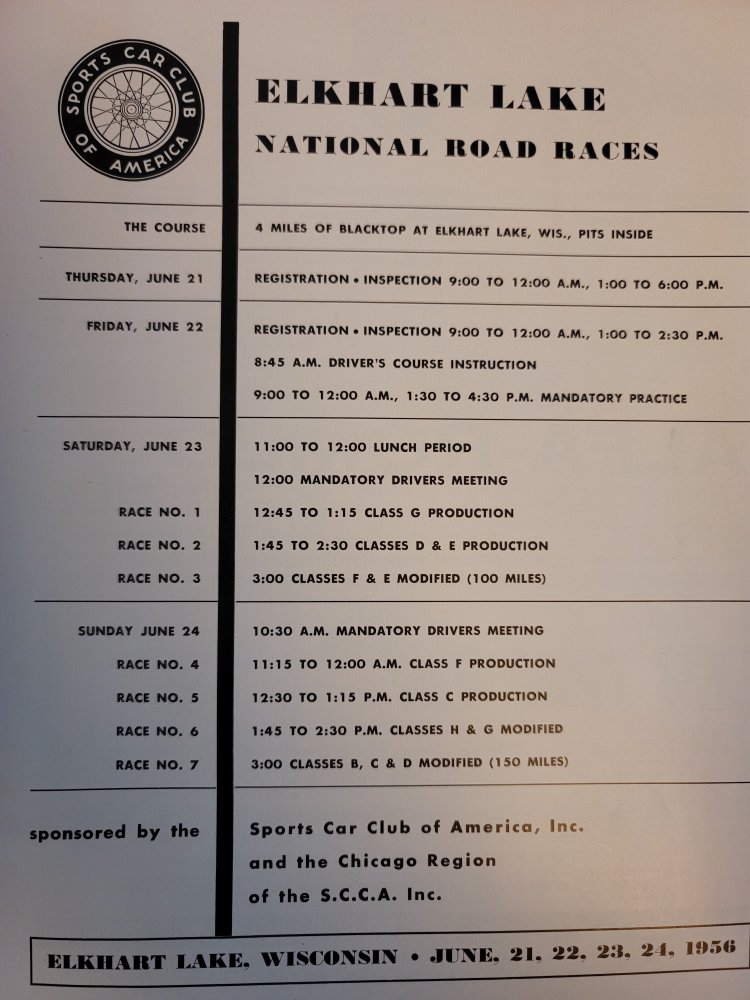 SPORTS CAR CLUB OF AMERICA
ELKHART LAKE
NATIONAL ROAD RACES
THE COURSE 4 MILES OF BLACKTOP AT ELKHART LAKE, WIS., PITS INSIDE
THURSDAY, JUNE 21 REGISTRATION • INSPECTION 9:00 TO 12:00 A.M., 1:00 TO 6:00 P.M.
FRIDAY, JUNE 22 REGISTRATION • INSPECTION 9:00 TO 12:00 A.M., 1:00 TO 2:30 P.M.
8:45 A.M. DRIVER'S COURSE INSTRUCTION
9:00 TO 12:00 A.M., 1:30 TO 4:30 P.M. MANDATORY PRACTICE
SATURDAY, JUNE 23 11:00 TO 12:00 LUNCH PERIOD
12:00 MANDATORY DRIVERS MEETING
RACE NO. 1 12:45 TO 1:15 CLASS G PRODUCTION
RACE NO. 2 1:45 TO 2:30 CLASSES D & E PRODUCTION
RACE NO. 3 3:00 CLASSES F & E MODIFIED (100 MILES)
SUNDAY JUNE 24 10:30 A.M. MANDATORY DRIVERS MEETING
RACE NO. 4 11:15 TO 12:00 A.M. CLASS F PRODUCTION
RACE NO. 5 12:30 TO 1:15 P.M. CLASS C PRODUCTION
RACE NO. 6 1:45 TO 2:30 P.M. CLASSES H & G MODIFIED
RACE NO. 7 3:00 CLASSES B, C & D MODIFIED (150 MILES)
sponsored by the Sports Car Club of America, Inc.
and the Chicago Region
of the S.C.C.A. Inc.
ELKHART LAKE, WISCONSIN • JUNE, 21, 22, 23, 24, 1956